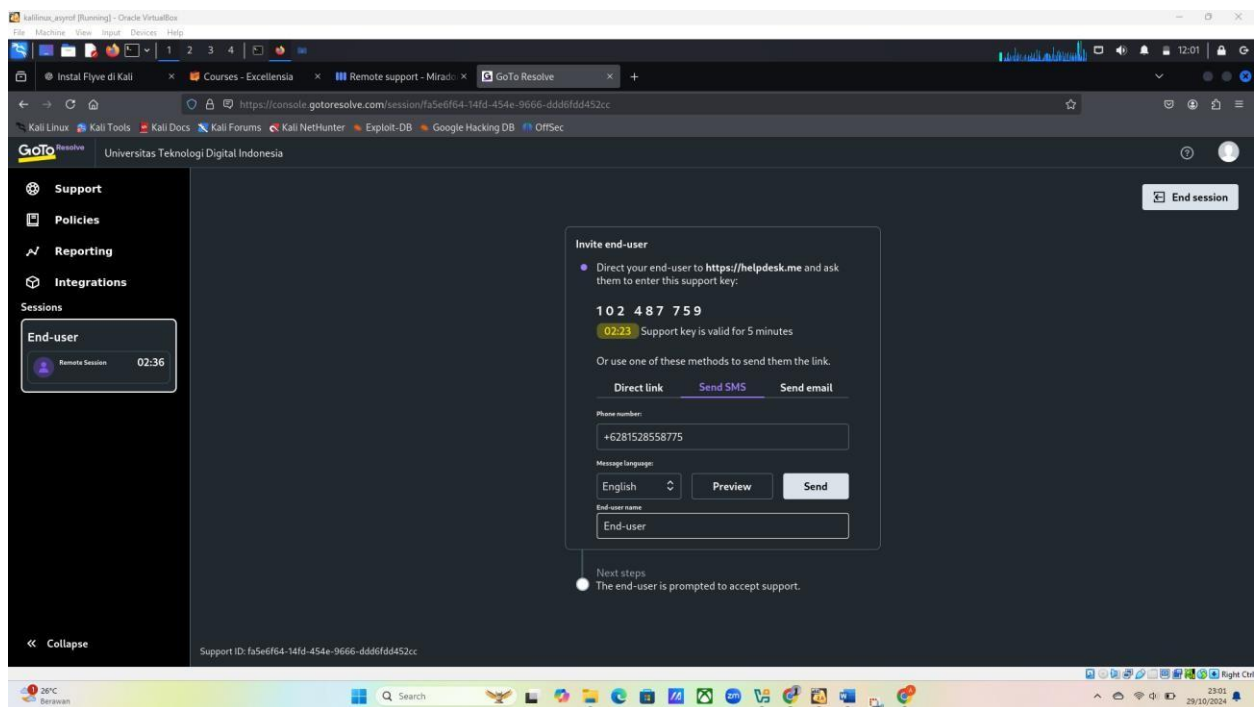 kalilinux_asyrof [Running] - Oracle VirtualBox
File Machine View Input Devices Help
1 2 3 4
12:01
Instal Flyve di Kali
Courses - Excellensia
Remote support - Mirado
GoTo Resolve
https://console.gotoresolve.com/session/fa5e6f64-14fd-454e-9666-ddd6fdd452cc
Kali Linux Kali Tools Kali Docs Kali Forums Kali NetHunter Exploit-DB Google Hacking DB OffSec
GoTo Resolve
Universitas Teknologi Digital Indonesia
Support
Policies
Reporting
Integrations
Sessions
End-user
Remote Session 02:36
End session
Invite end-user
Direct your end-user to https://helpdesk.me and ask
them to enter this support key:
102 487 759
02:23 Support key is valid for 5 minutes
Or use one of these methods to send them the link.
Direct link Send SMS Send email
Phone number:
+6281528558775
Message language:
English Preview Send
End-user name
End-user
Next steps
The end-user is prompted to accept support.
Collapse
Support ID: fa5e6f64-14fd-454e-9666-ddd6fdd452cc
Right Ctrl
1
26°C
Berawan
Search
zm
23:01
29/10/2024